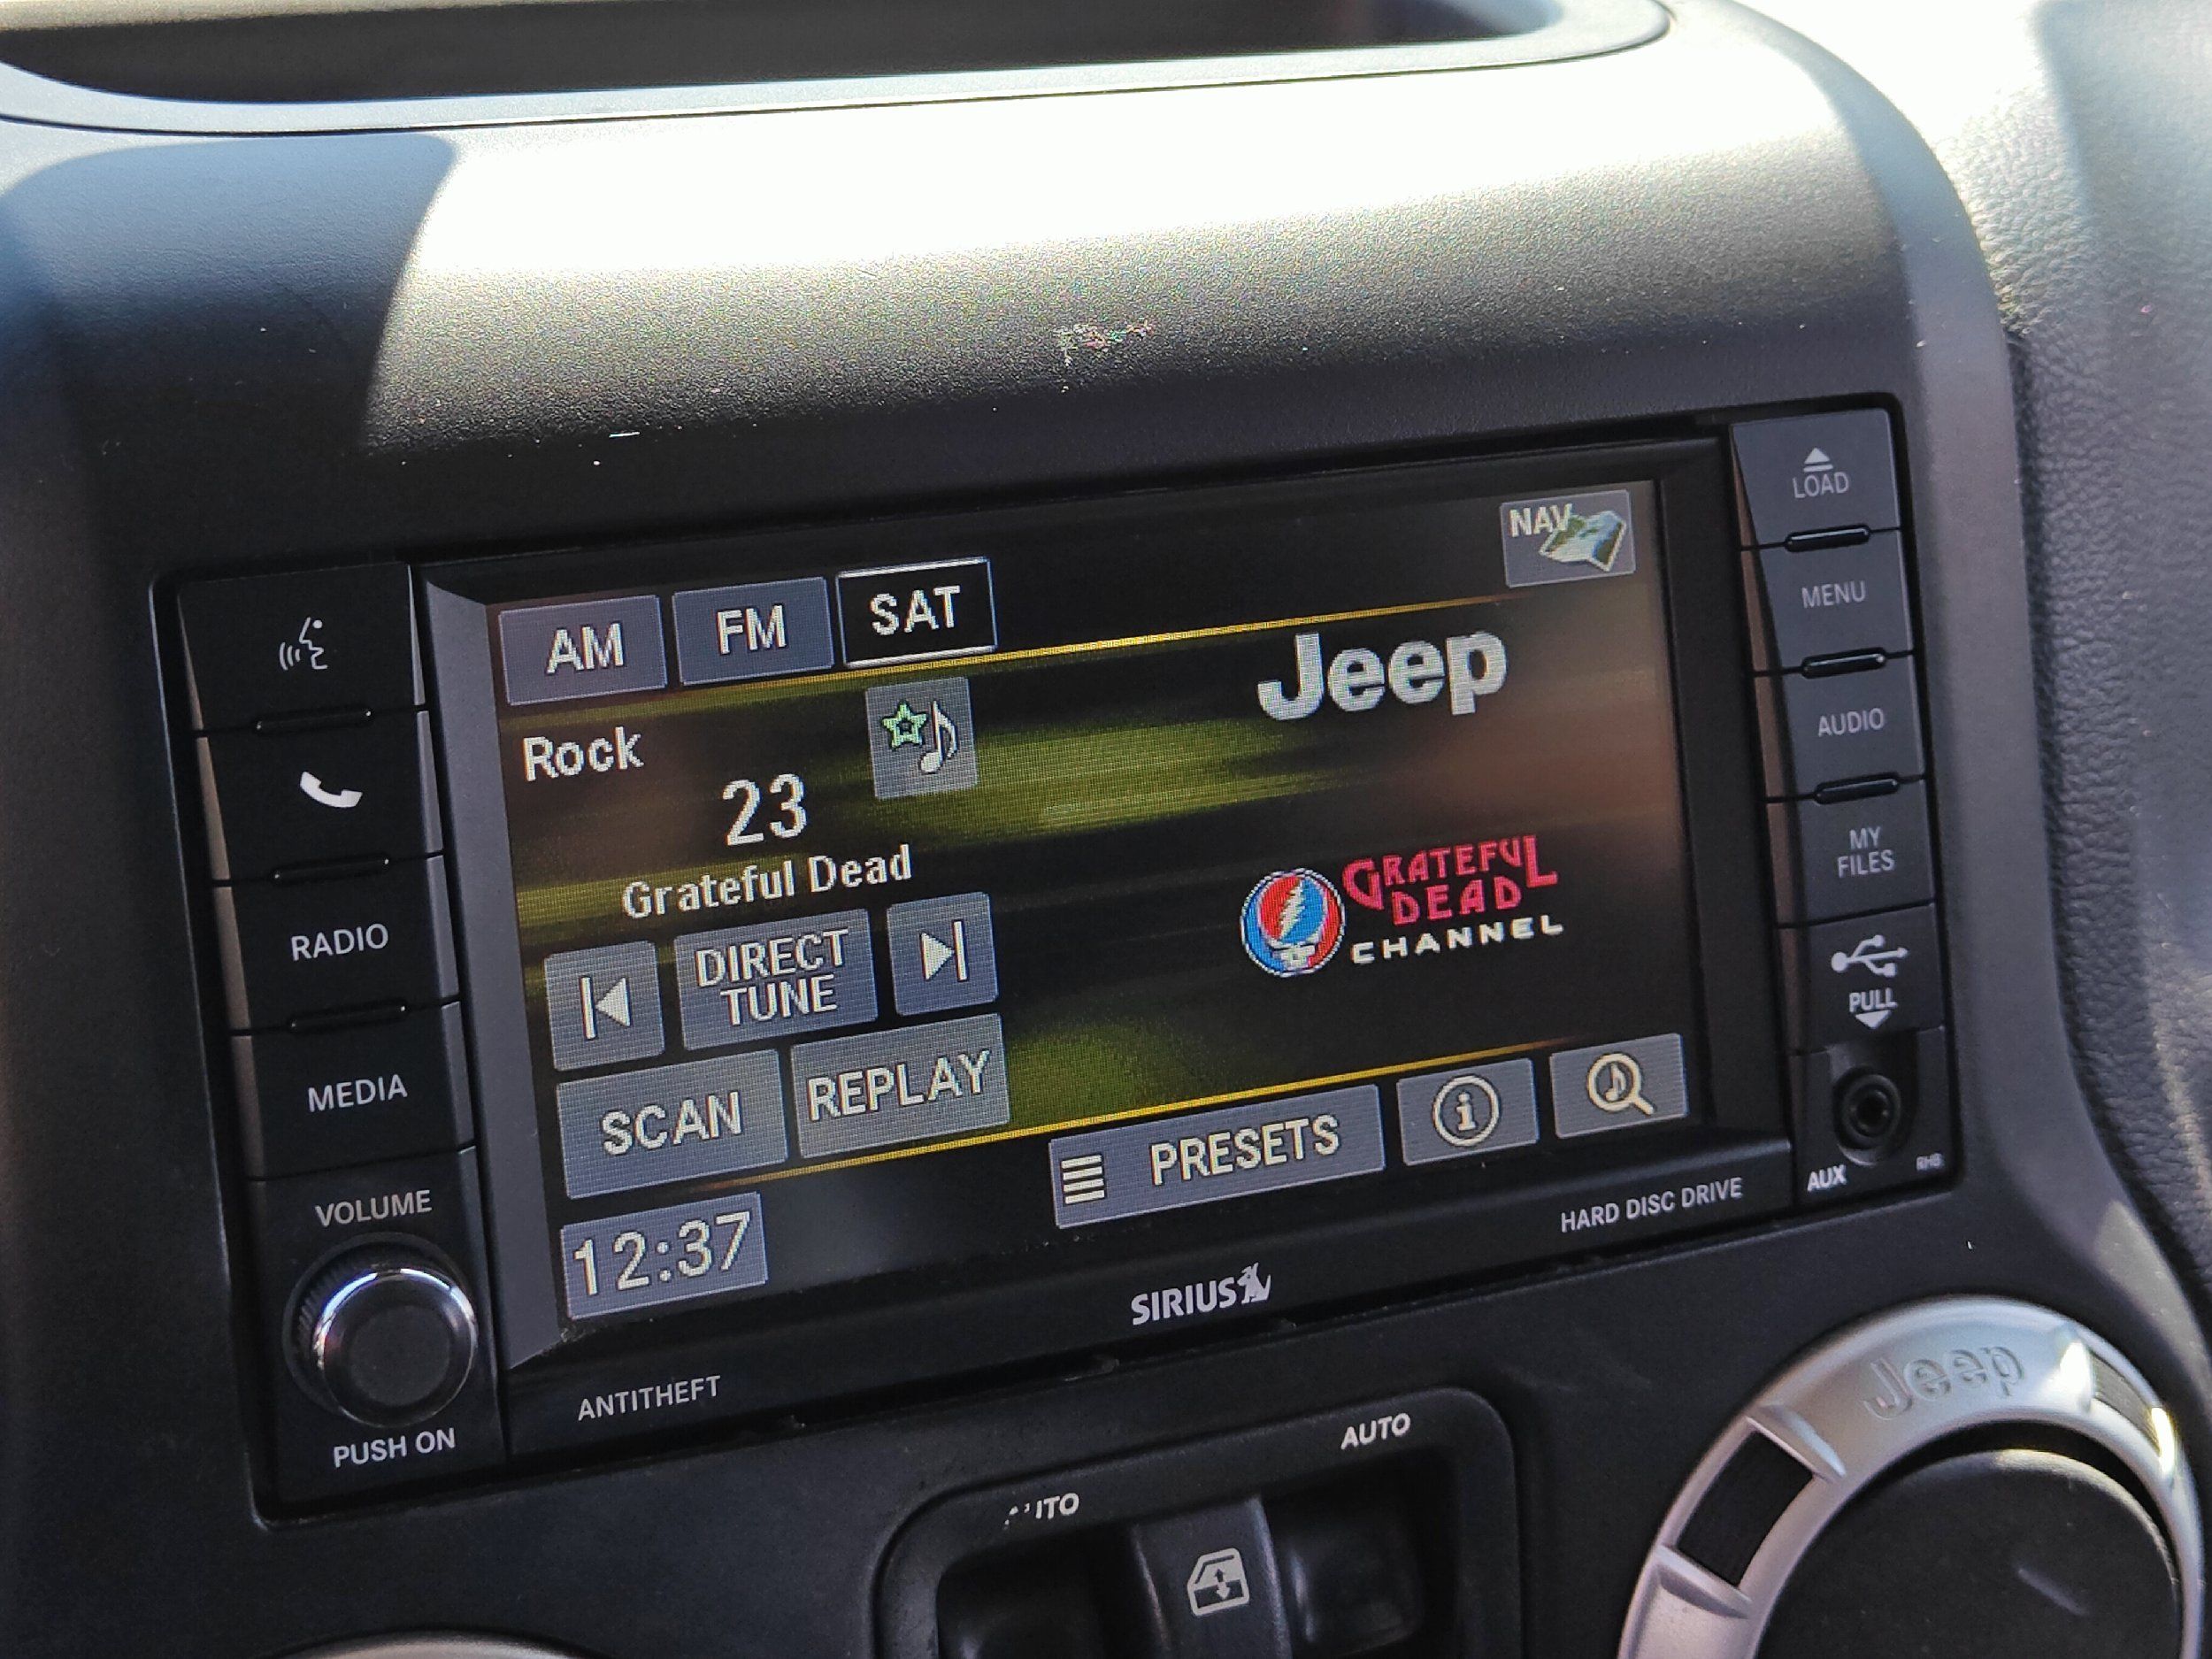 LOAD
MENU
AUDIO
MY
FILES
PULL
AUX
RHB
RADIO
MEDIA
VOLUME
PUSH ON
NAV
AM
FM
SAT
Jeep
Rock
23
Grateful Dead
GRATEFUL
DEAD
CHANNEL
DIRECT
TUNE
SCAN
REPLAY
PRESETS
12:37
HARD DISC DRIVE
SIRIUS
ANTITHEFT
AUTO
AUTO
Jeep